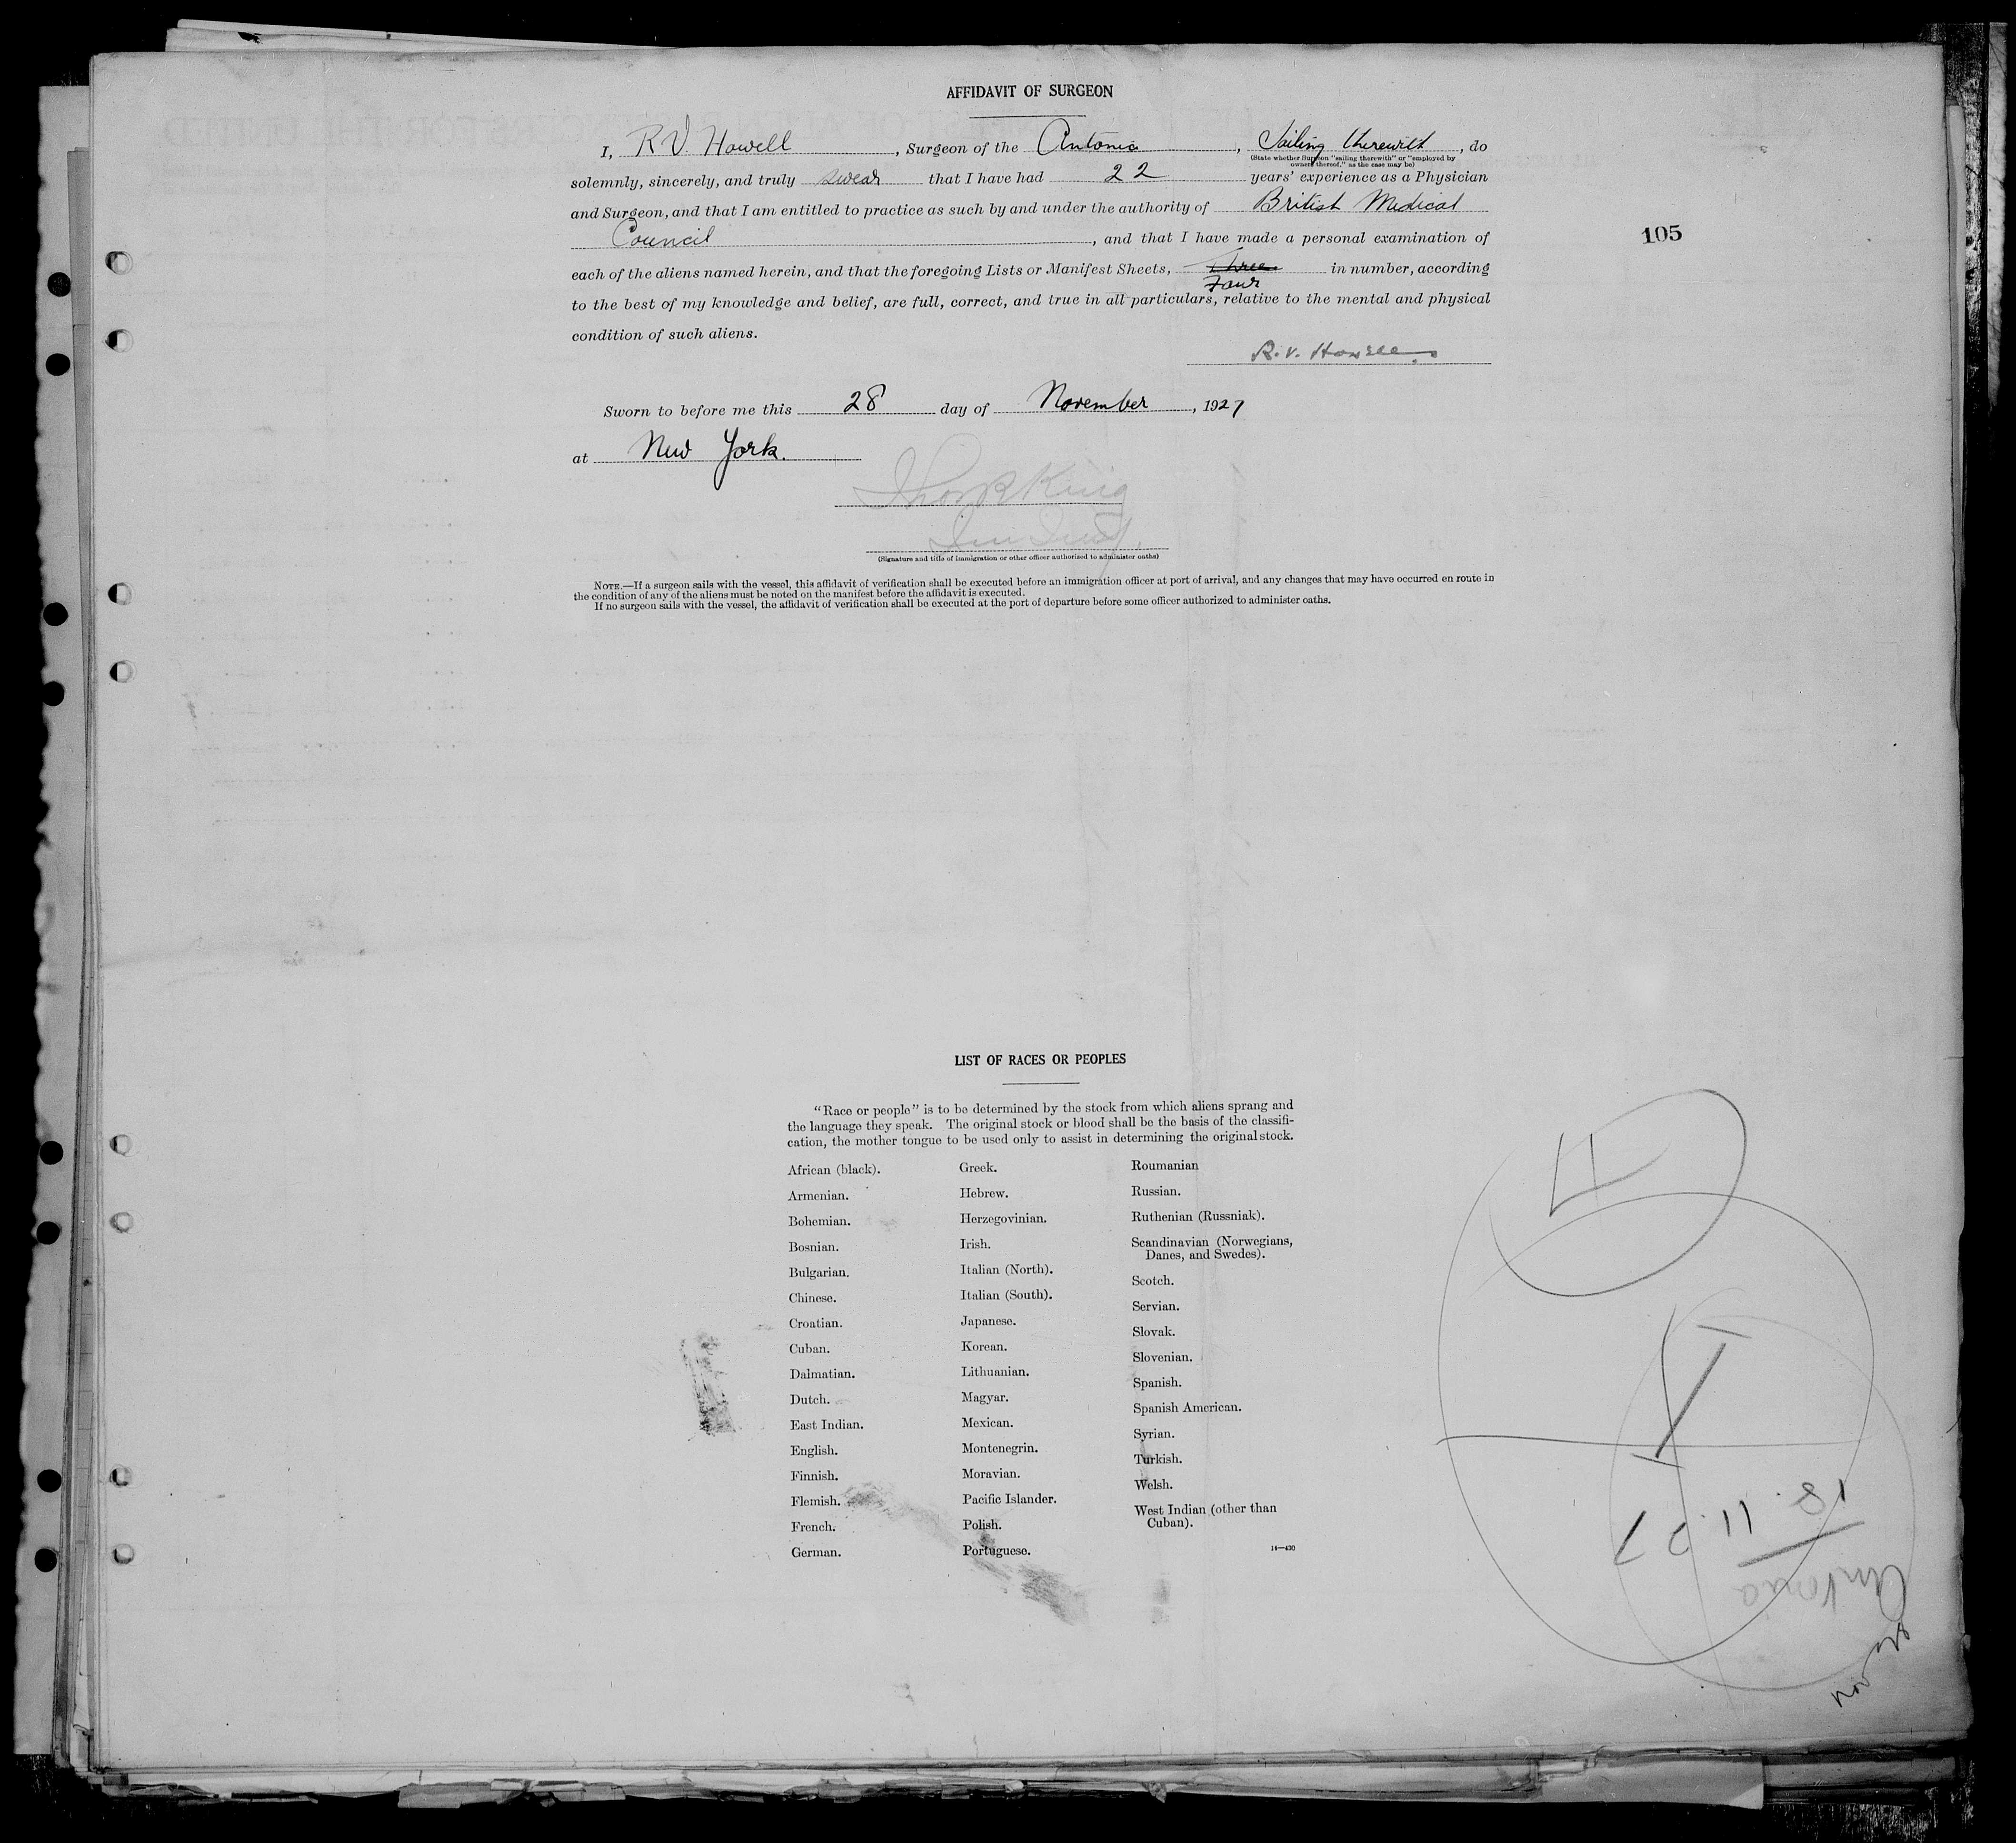 AFFIDAVIT OF SURGEON
I, R V. Howell, Surgeon of the Antonia, Sailing therewith, do
(State whether Surgeon "sailing therewith" or "employed by
owners thereof," as the case may be)
solemnly, sincerely, and truly swear that I have had 22 years' experience as a Physician
and Surgeon, and that I am entitled to practice as such by and under the authority of British Medical
Council, and that I have made a personal examination of
105
each of the aliens named herein, and that the foregoing Lists or Manifest Sheets, Three in number, according
Four
to the best of my knowledge and belief, are full, correct, and true in all particulars, relative to the mental and physical
condition of such aliens.
R. V. Howell
Sworn to before me this 28 day of November, 1927
at New York.
King
(Signature and title of immigration or other officer authorized to administer oaths)
NOTE.—If a surgeon sails with the vessel, this affidavit of verification shall be executed before an immigration officer at port of arrival, and any changes that may have occurred en route in
the condition of any of the aliens must be noted on the manifest before the affidavit is executed.
If no surgeon sails with the vessel, the affidavit of verification shall be executed at the port of departure before some officer authorized to administer oaths.
LIST OF RACES OR PEOPLES
"Race or people" is to be determined by the stock from which aliens sprang and
the language they speak. The original stock or blood shall be the basis of the classifi-
cation, the mother tongue to be used only to assist in determining the original stock.
African (black).
Armenian.
Bohemian.
Bosnian.
Bulgarian.
Chinese.
Croatian.
Cuban.
Dalmatian.
Dutch.
East Indian.
English.
Finnish.
Flemish.
French.
German.
Greek.
Hebrew.
Herzegovinian.
Irish.
Italian (North).
Italian (South).
Japanese.
Korean.
Lithuanian.
Magyar.
Mexican.
Montenegrin.
Moravian.
Pacific Islander.
Polish.
Portuguese.
Roumanian
Russian.
Ruthenian (Russniak).
Scandinavian (Norwegians,
Danes, and Swedes).
Scotch.
Servian.
Slovak.
Slovenian.
Spanish.
Spanish American.
Syrian.
Turkish.
Welsh.
West Indian (other than
Cuban).
14—430
I
18.11.27
Antonia
Nov